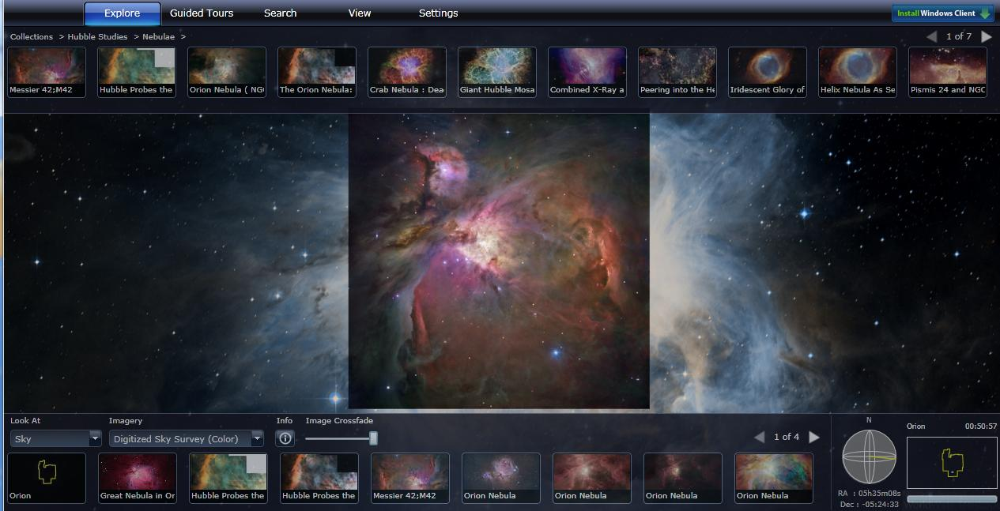 Explore Guided Tours Search View Settings Install Windows Client
Collections > Hubble Studies > Nebulae > 1 of 7
Messier 42;M42 Hubble Probes the Orion Nebula ( NG The Orion Nebula: Crab Nebula : Dea Giant Hubble Mosa Combined X-Ray a Peering into the He Iridescent Glory of Helix Nebula As Se Pismis 24 and NGC
Look At Imagery Info Image Crossfade
Sky Digitized Sky Survey (Color) 1 of 4
Orion Great Nebula in Or Hubble Probes the Hubble Probes the Messier 42;M42 Orion Nebula Orion Nebula Orion Nebula Orion Nebula
N
Orion 00:50:57
RA : 05h35m08s
Dec : -05:24:33